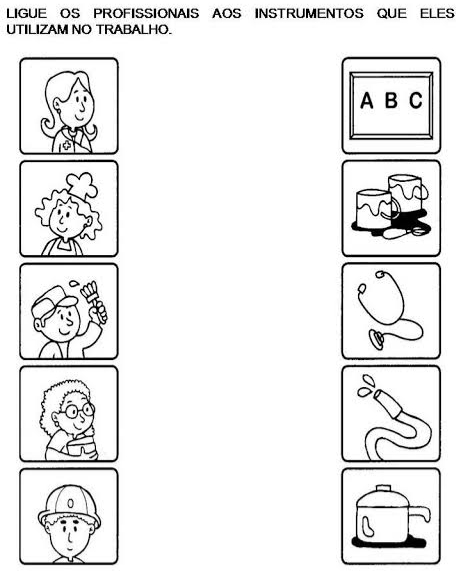 LIGUE OS PROFISSIONAIS AOS INSTRUMENTOS QUE ELES
UTILIZAM NO TRABALHO.
A B C